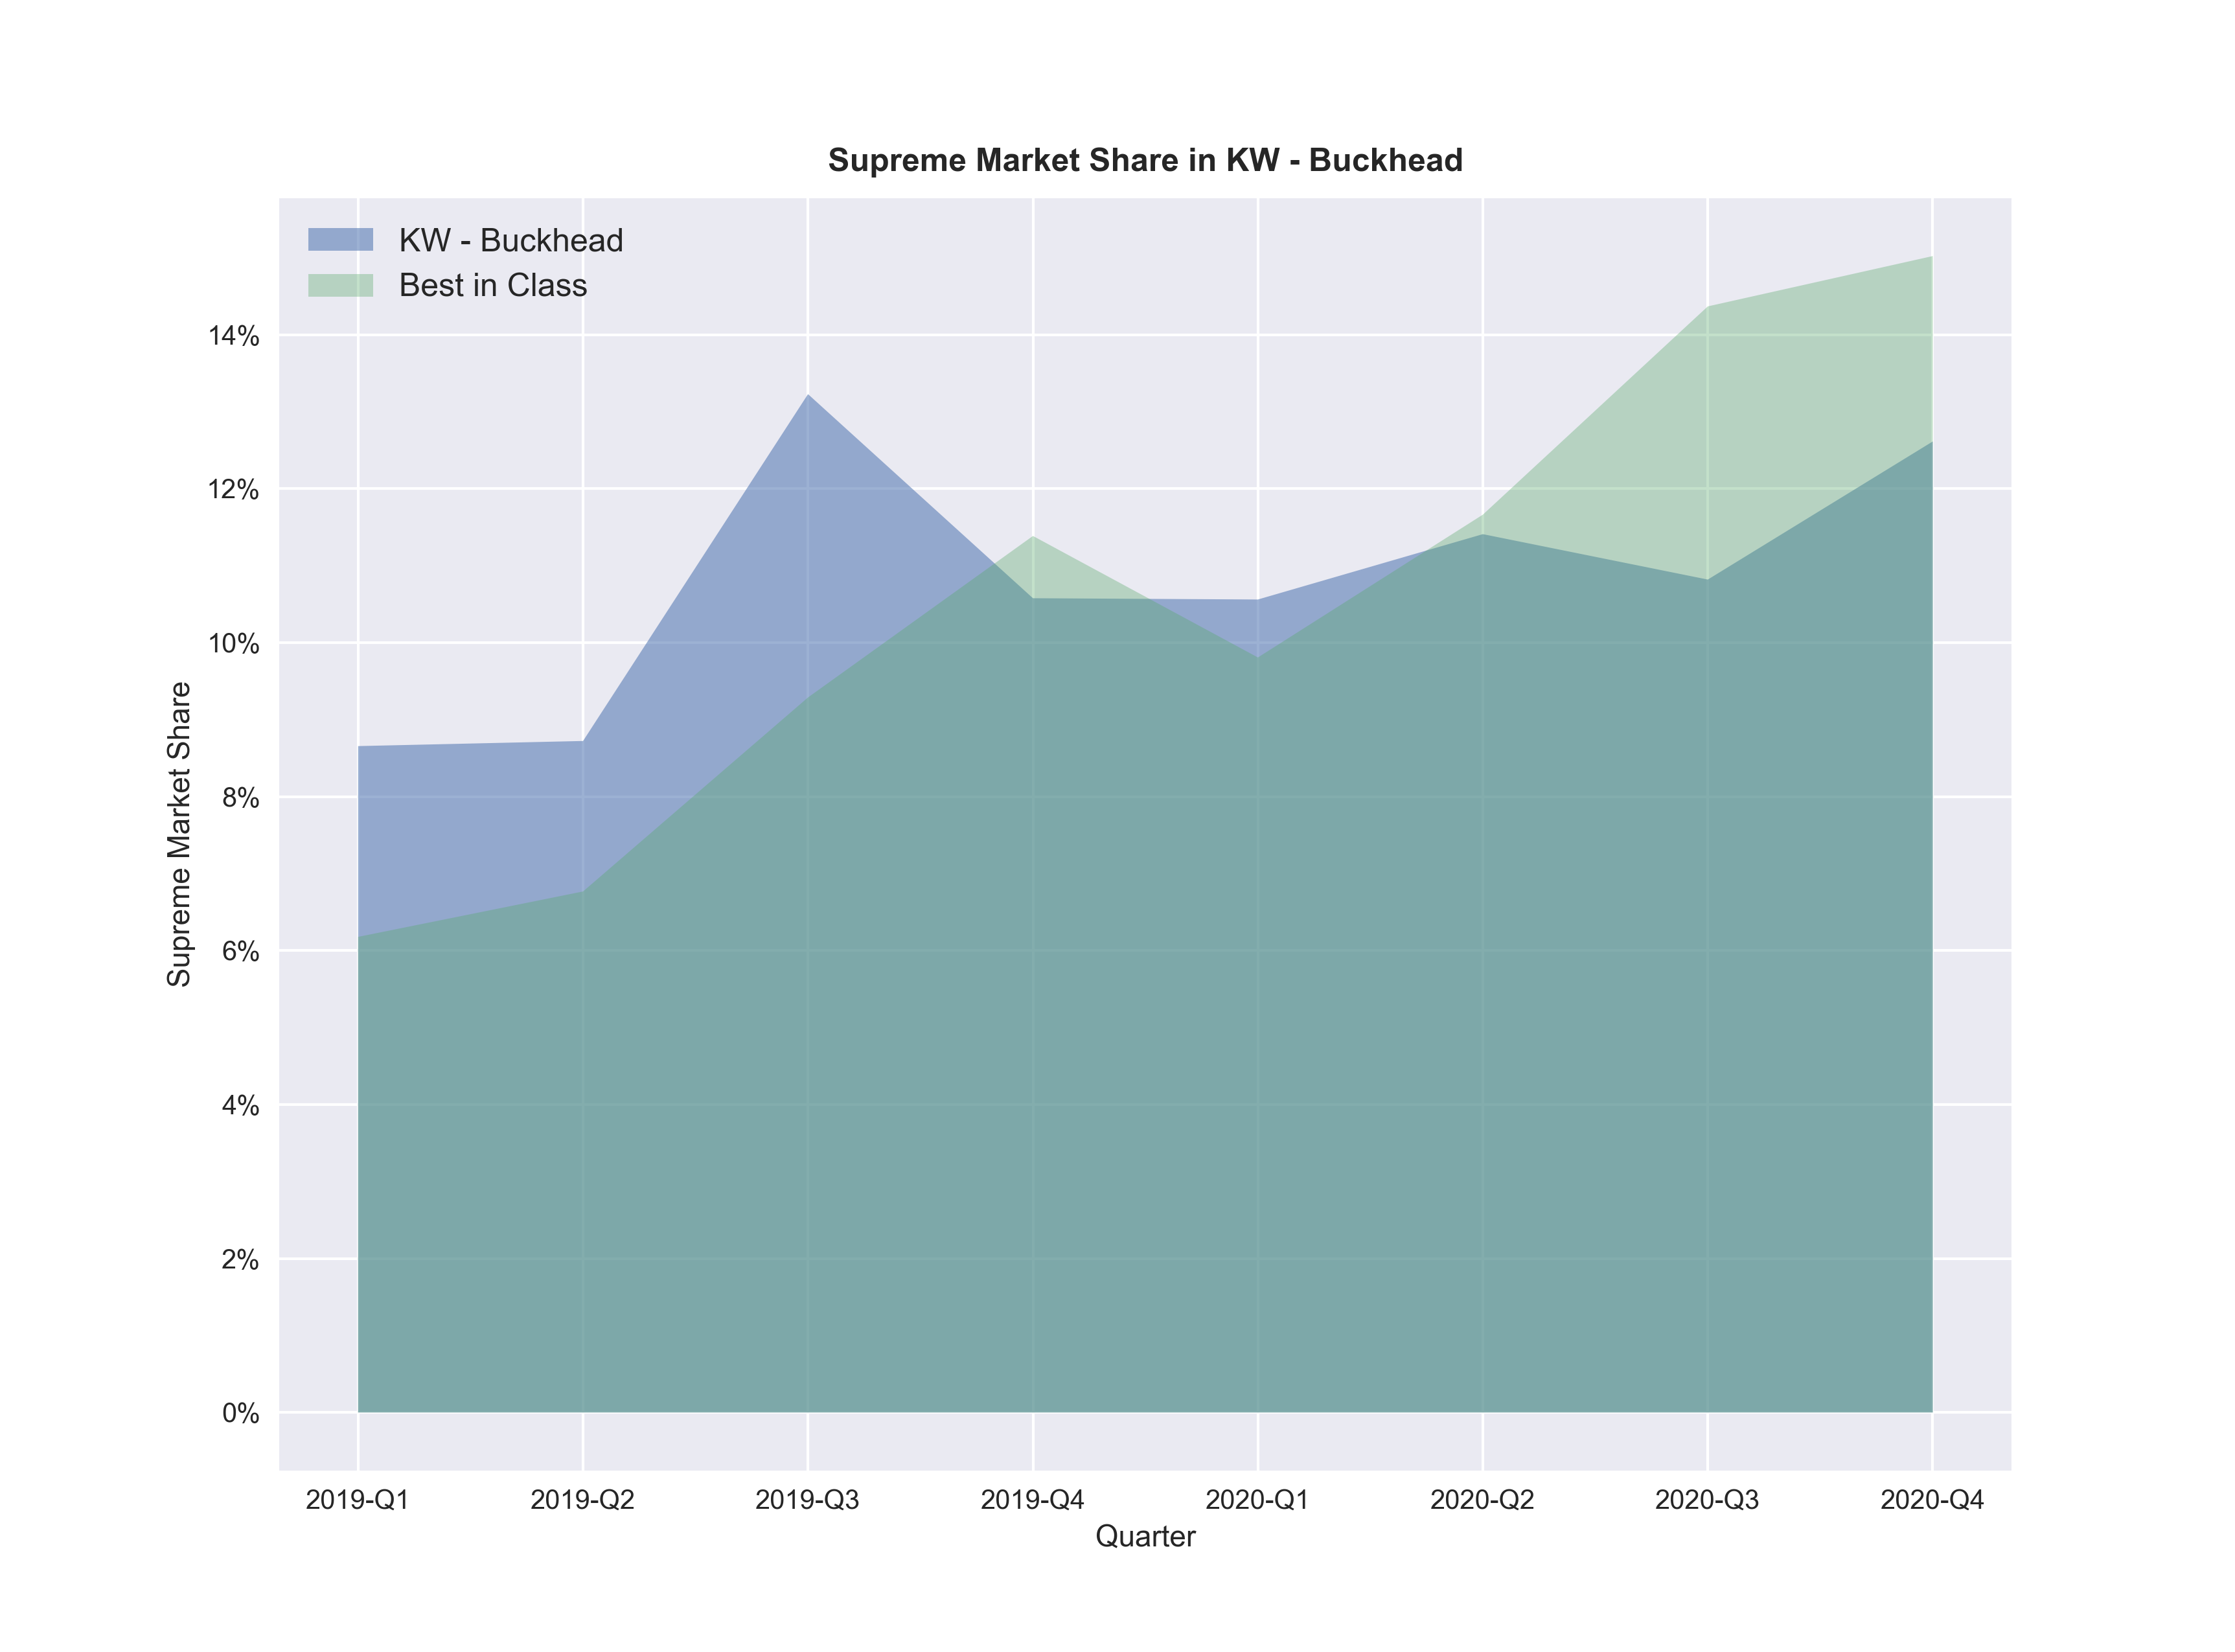 Supreme Market Share in KW - Buckhead
KW - Buckhead
Best in Class
14%
12%
10%
8%
6%
4%
2%
0%
Supreme Market Share
2019-Q1 2019-Q2 2019-Q3 2019-Q4 2020-Q1 2020-Q2 2020-Q3 2020-Q4
Quarter